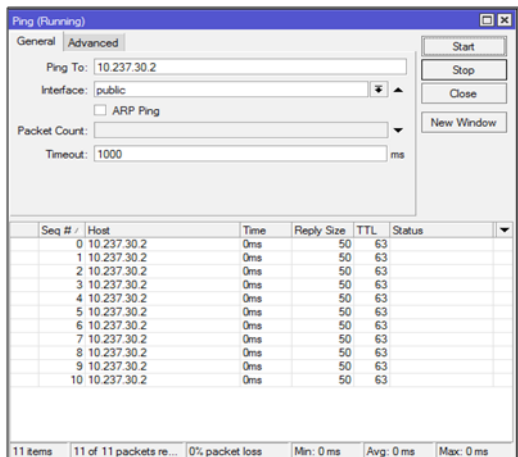 Ping (Running)
General Advanced
Start
Ping To: 10.237.30.2
Stop
Interface: public
Close
ARP Ping
New Window
Packet Count:
Timeout: 1000 ms
Seq # Host Time Reply Size TTL Status
0 10.237.30.2 0ms 50 63
1 10.237.30.2 0ms 50 63
2 10.237.30.2 0ms 50 63
3 10.237.30.2 0ms 50 63
4 10.237.30.2 0ms 50 63
5 10.237.30.2 0ms 50 63
6 10.237.30.2 0ms 50 63
7 10.237.30.2 0ms 50 63
8 10.237.30.2 0ms 50 63
9 10.237.30.2 0ms 50 63
10 10.237.30.2 0ms 50 63
11 items 11 of 11 packets re... 0% packet loss Min: 0 ms Avg: 0 ms Max: 0 ms